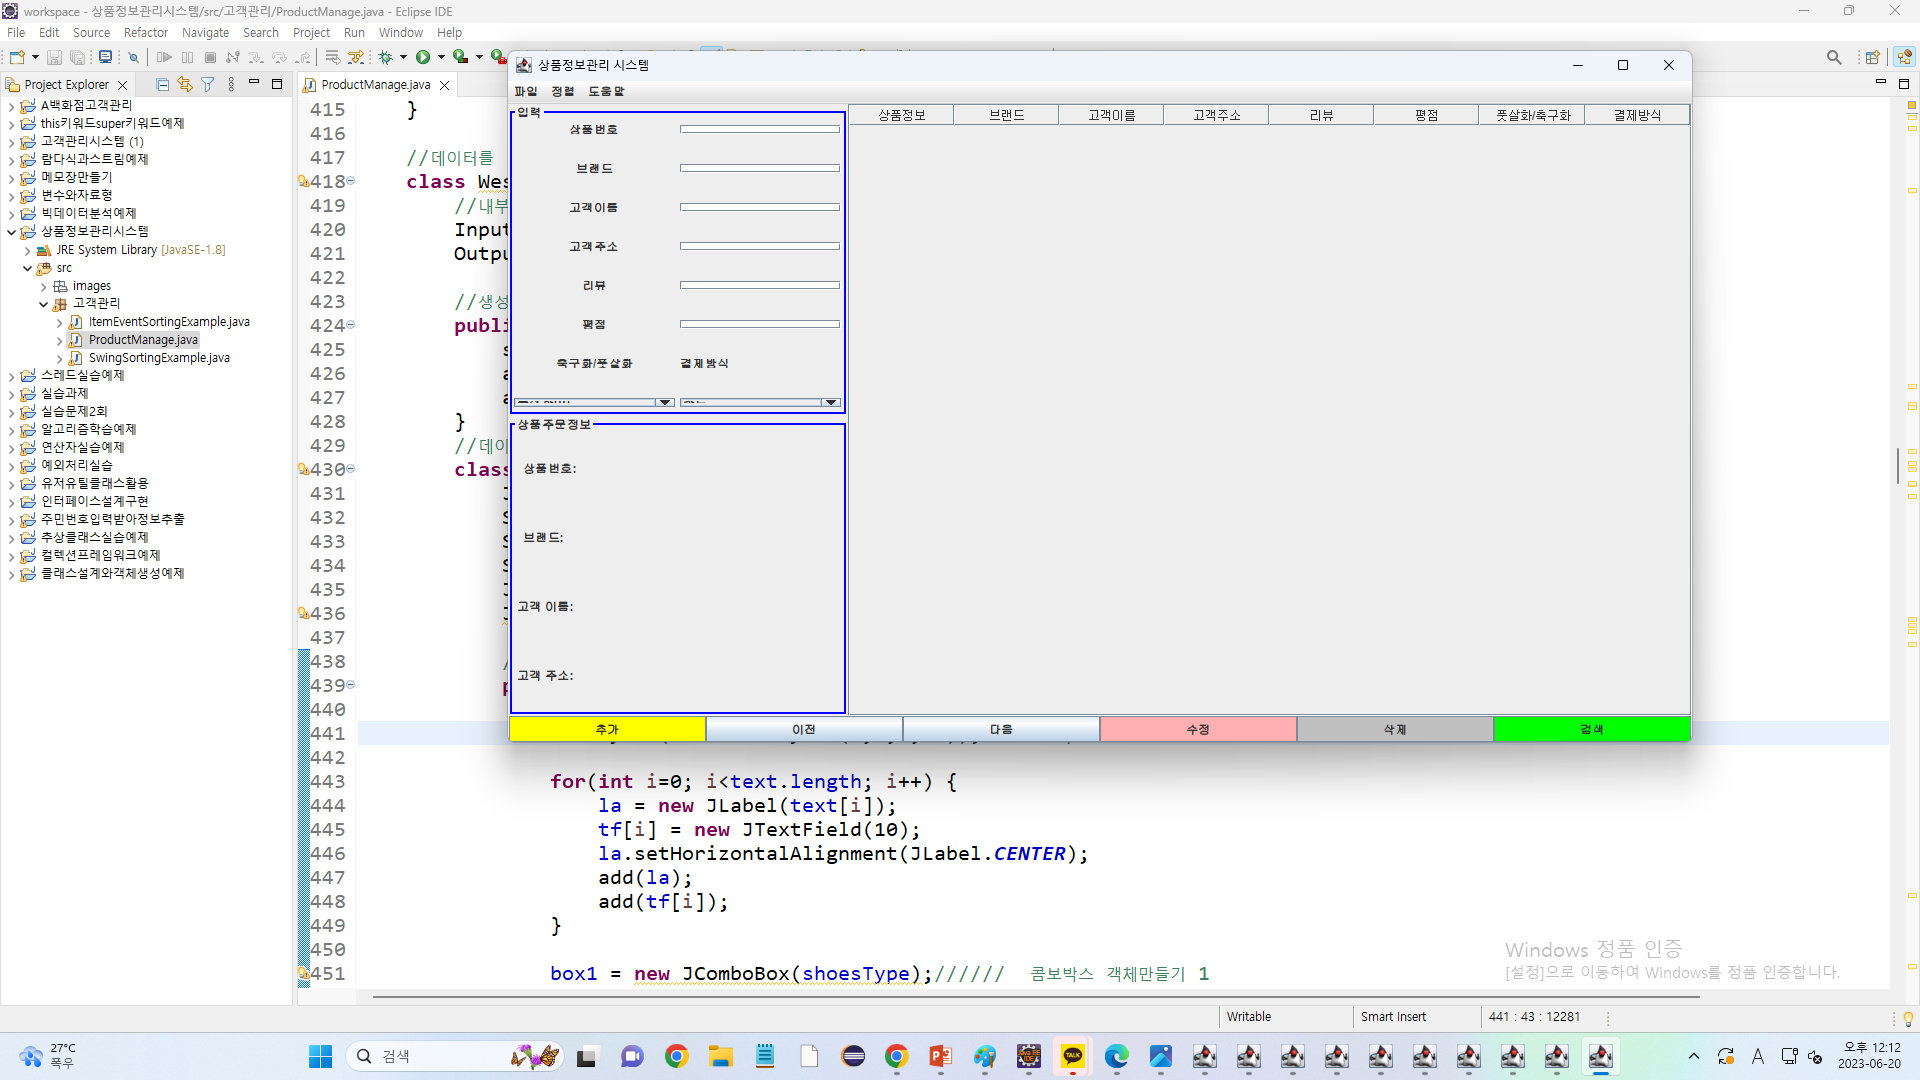 workspace - 상품정보관리시스템/src/고객관리/ProductManage.java - Eclipse IDE
File Edit Source Refactor Navigate Search Project Run Window Help
Project Explorer
A백화점고객관리
this키워드super키워드예제
고객관리시스템 (1)
람다식과스트림예제
메모장만들기
변수와자료형
빅데이터분석예제
상품정보관리시스템
JRE System Library [JavaSE-1.8]
src
images
고객관리
ItemEventSortingExample.java
ProductManage.java
SwingSortingExample.java
스레드실습예제
실습과제
실습문제2회
알고리즘학습예제
연산자실습예제
예외처리실습
유저유틸클래스활용
인터페이스설계구현
주민번호입력받아정보추출
추상클래스실습예제
컬렉션프레임워크예제
클래스설계와객체생성예제
ProductManage.java
415 }
416
417 //데이터를
418 class Wes
419 //내부
420 Input
421 Outpu
422
423 //생성
424 publi
425 s
426 a
427 a
428 }
429 //데이
430 class
431
432
433
434
435
436
437
438
439
440
441
442
443 for(int i=0; i<text.length; i++) {
444 la = new JLabel(text[i]);
445 tf[i] = new JTextField(10);
446 la.setHorizontalAlignment(JLabel.CENTER);
447 add(la);
448 add(tf[i]);
449 }
450
451 box1 = new JComboBox(shoesType);////// 콤보박스 객체만들기 1
상품정보관리 시스템
파일 정렬 도움말
입력
상품번호
브랜드
고객이름
고객주소
리뷰
평점
축구화/풋살화 결제방식
상품주문정보
상품번호:
브랜드:
고객 이름:
고객 주소:
상품정보 브랜드 고객이름 고객주소 리뷰 평점 풋살화/축구화 결제방식
추가 이전 다음 수정 삭제 검색
Windows 정품 인증
[설정]으로 이동하여 Windows를 정품 인증합니다.
Writable Smart Insert 441 : 43 : 12281
27°C
폭우
검색
TALK
A
오후 12:12
2023-06-20